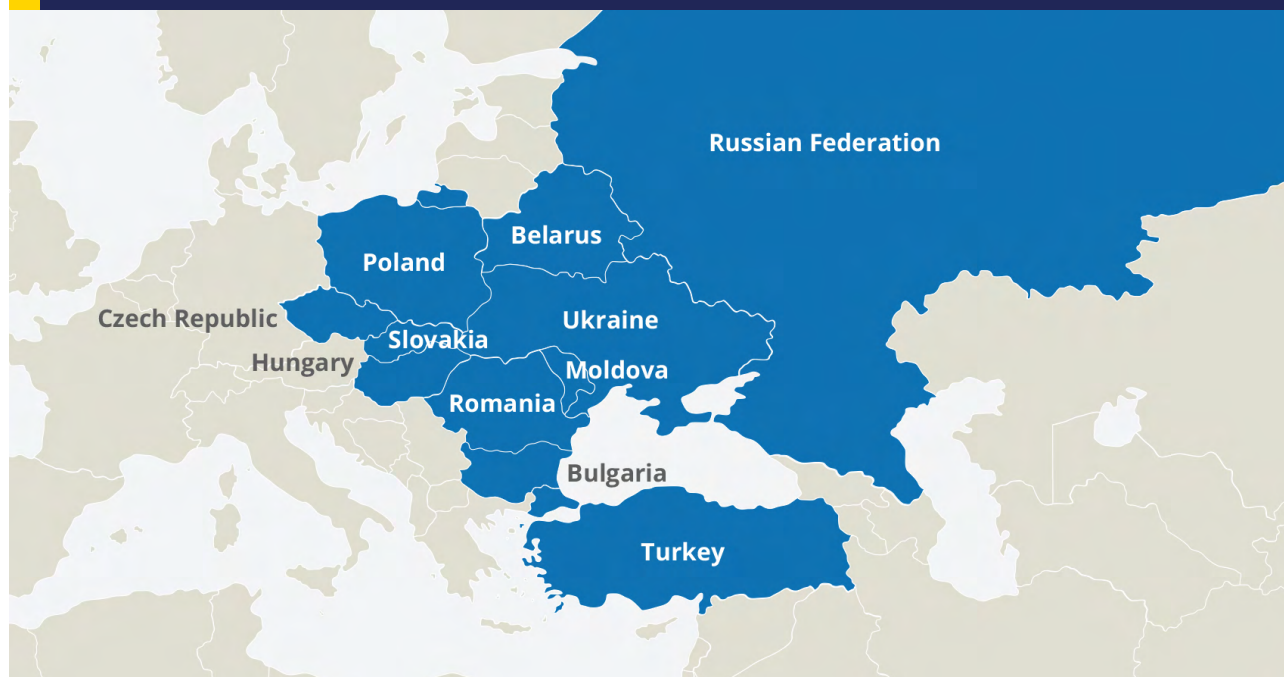 Russian Federation
Belarus
Poland
Czech Republic
Ukraine
Slovakia
Hungary
Moldova
Romania
Bulgaria
Turkey